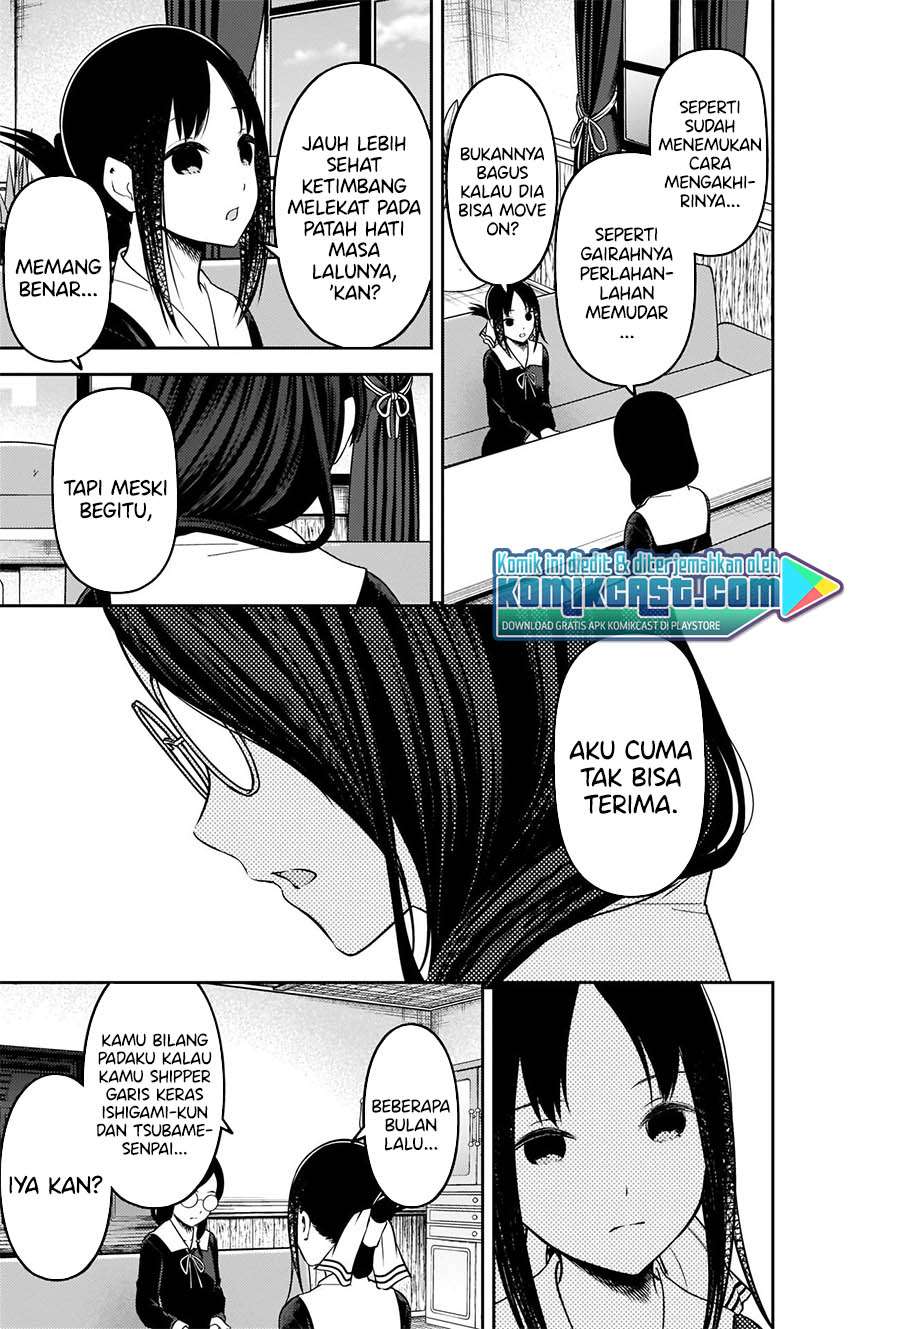 SEPERTI
SUDAH
MENEMUKAN
CARA
MENGAKHI-
RINYA...
SEPERTI
GAIRAHNYA
PERLAHAN-
LAHAN
MEMUDAR
...
BUKANNYA
BAGUS
KALAU DIA
BISA MOVE
ON?
JAUH LEBIH
SEHAT
KETIMBANG
MELEKAT PADA
PATAH HATI
MASA
LALUNYA,
'KAN?
MEMANG
BENAR...
TAPI MESKI
BEGITU,
Komik ini diedit & diterjemahkan oleh
KOMIKCAST.COM
DOWNLOAD GRATIS APK KOMIKCAST DI PLAYSTORE
AKU CUMA
TAK BISA
TERIMA.
BEBERAPA
BULAN
LALU...
KAMU BILANG
PADAKU KALAU
KAMU SHIPPER
GARIS KERAS
ISHIGAMI-KUN
DAN TSUBAME-
SENPAI...
IYA KAN?